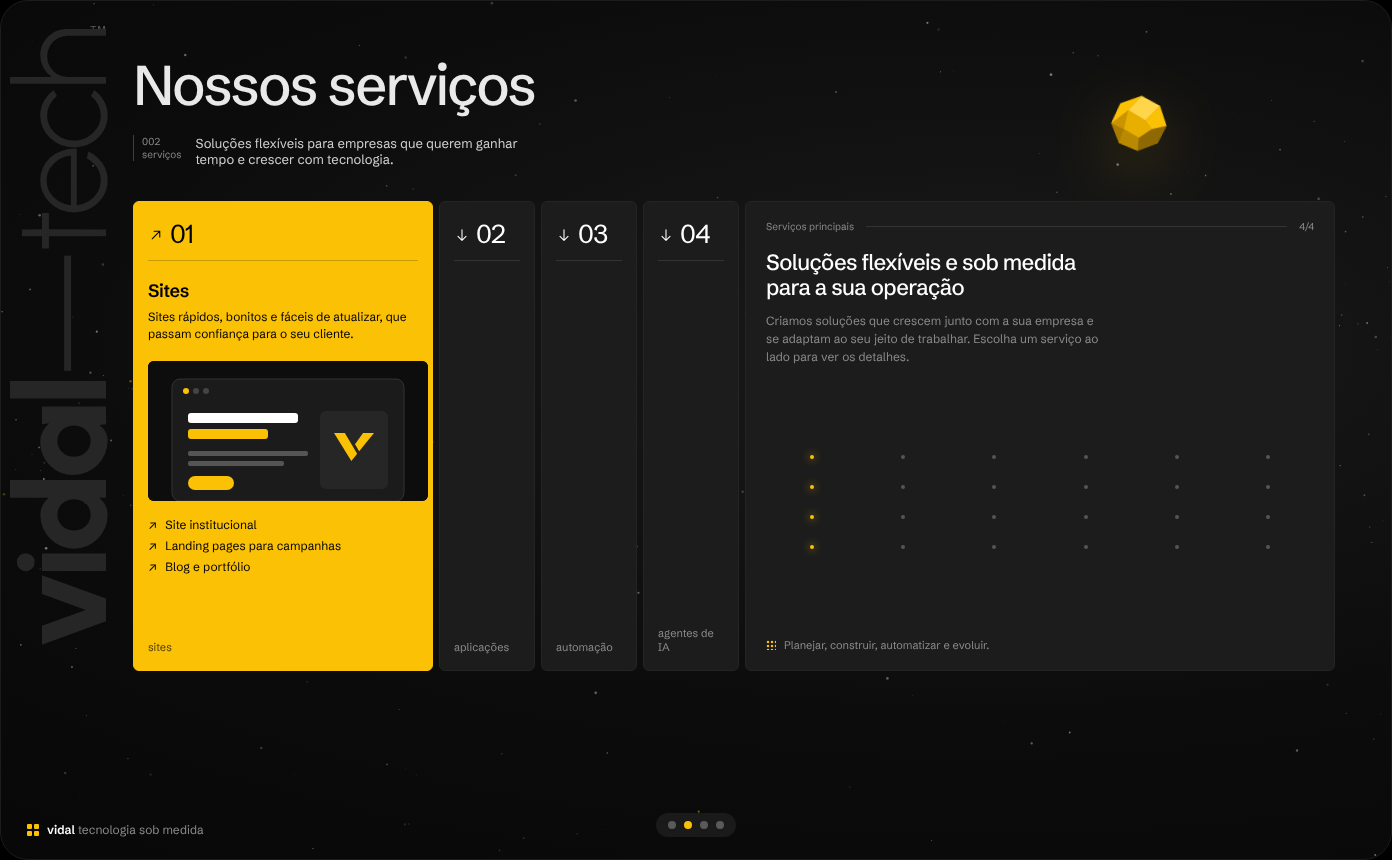 vidal—tech™
Nossos serviços
002
serviços
Soluções flexíveis para empresas que querem ganhar
tempo e crescer com tecnologia.
01
Sites
Sites rápidos, bonitos e fáceis de atualizar, que
passam confiança para o seu cliente.
Site institucional
Landing pages para campanhas
Blog e portfólio
sites
02
aplicações
03
automação
04
agentes de
IA
Serviços principais
4/4
Soluções flexíveis e sob medida
para a sua operação
Criamos soluções que crescem junto com a sua empresa e
se adaptam ao seu jeito de trabalhar. Escolha um serviço ao
lado para ver os detalhes.
Planejar, construir, automatizar e evoluir.
vidal tecnologia sob medida